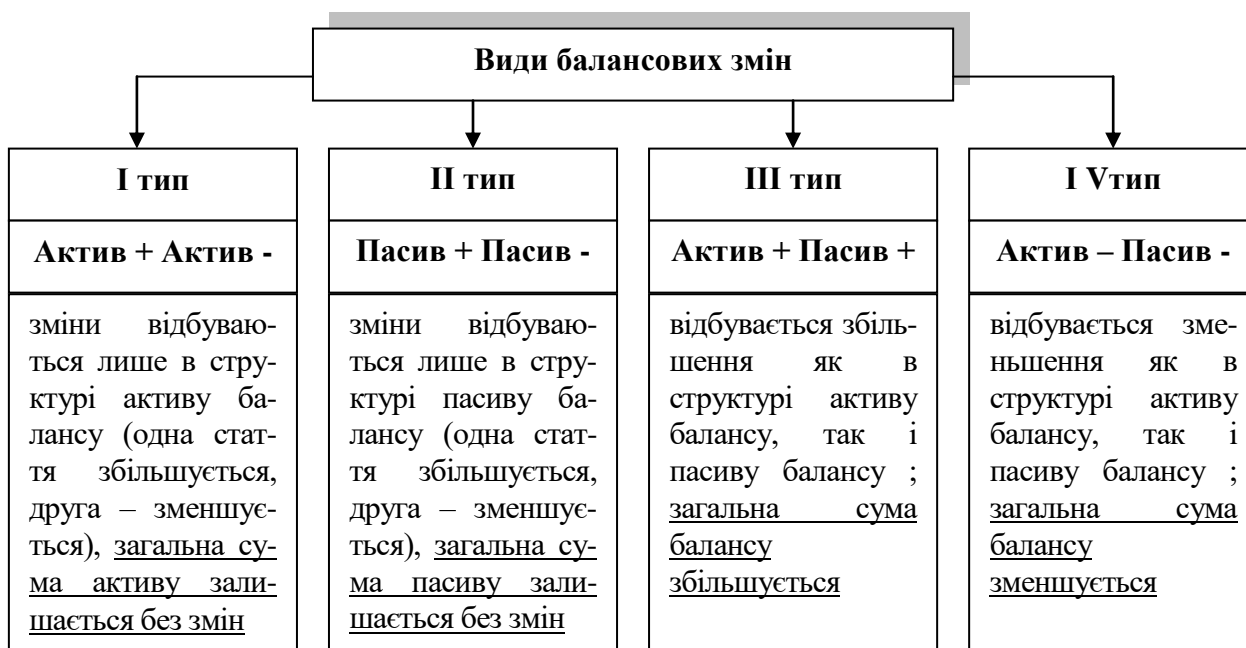 Види балансових змін
І тип
Актив + Актив -
зміни відбуваю-
ться лише в стру-
ктурі активу ба-
лансу (одна стат-
тя збільшується,
друга – зменшує-
ться), загальна су-
ма активу зали-
шається без змін
ІІ тип
Пасив + Пасив -
зміни відбуваю-
ться лише в стру-
ктурі пасиву ба-
лансу (одна стат-
тя збільшується,
друга – зменшує-
ться), загальна су-
ма пасиву зали-
шається без змін
ІІІ тип
Актив + Пасив +
відбувається збіль-
шення як в
структурі активу
балансу, так і
пасиву балансу ;
загальна сума
балансу
збільшується
І Vтип
Актив – Пасив -
відбувається зме-
ньшення як в
структурі активу
балансу, так і
пасиву балансу ;
загальна сума
балансу
зменшується